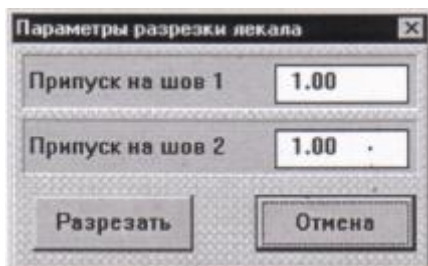 Параметры разрезки лекала
Припуск на шов 1 1.00
Припуск на шов 2 1.00
Разрезать Отмена